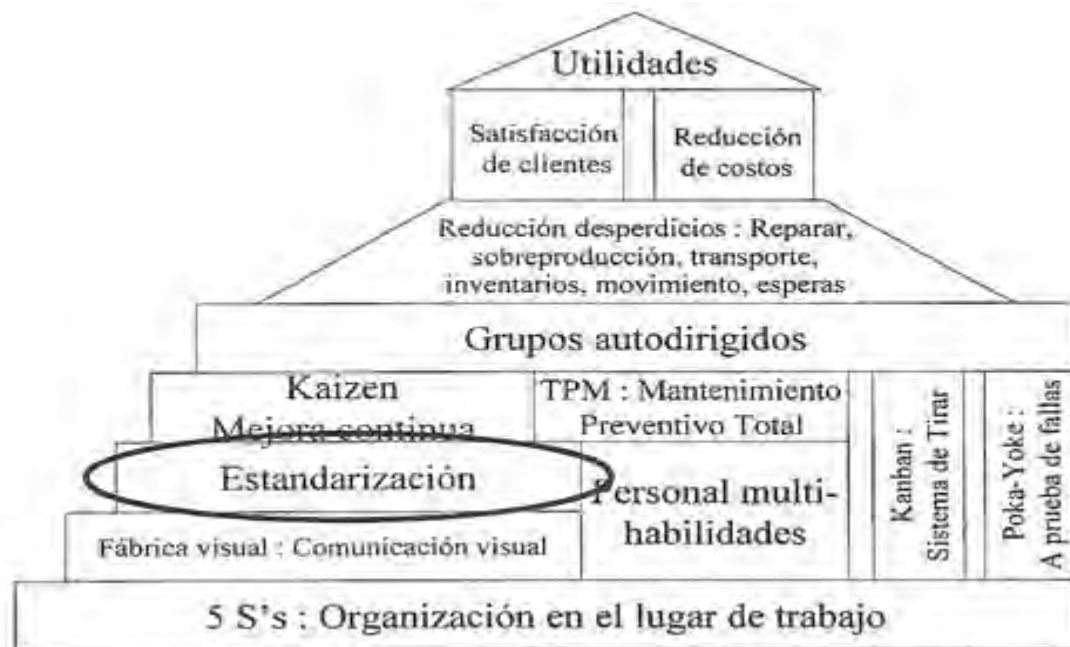 Utilidades
Satisfacción
de clientes
Reducción
de costos
Reducción desperdicios : Reparar,
sobreproducción, transporte,
inventarios, movimiento, esperas
Grupos autodirigidos
Kaizen
Mejora continua
TPM : Mantenimiento
Preventivo Total
Estandarización
Personal multi-
habilidades
Fábrica visual : Comunicación visual
Kanban :
Sistema de Tirar
Poka-Yoke :
A prueba de fallas
5 S's : Organización en el lugar de trabajo